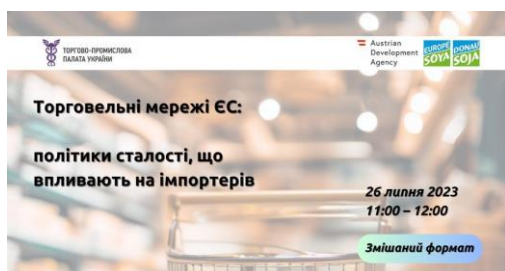 ТОРГОВО-ПРОМИСЛОВА
ПАЛАТА УКРАЇНИ
Austrian
Development
Agency
EUROPE
SOYA
DONAU
SOJA
Торговельні мережі ЄС:
політики сталості, що
впливають на імпортерів
26 липня 2023
11:00 – 12:00
Змішаний формат